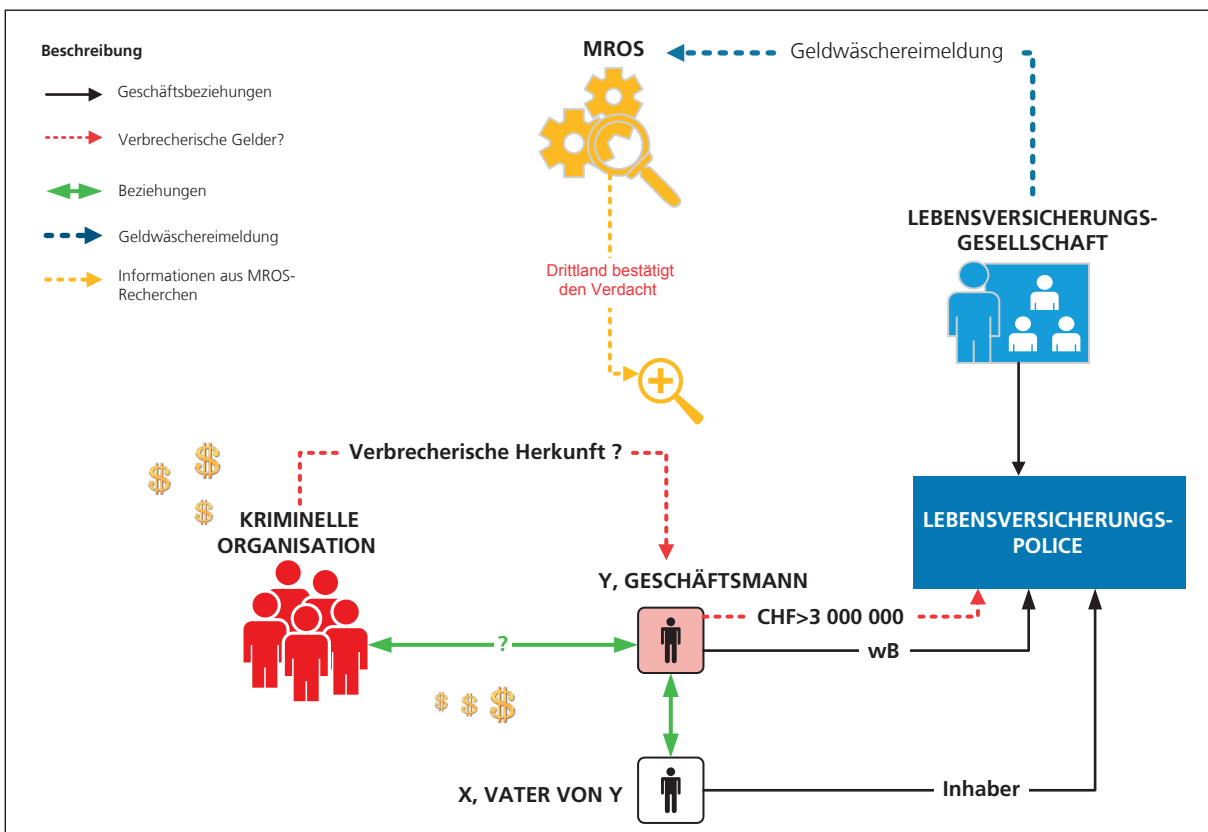 Beschreibung
Geschäftsbeziehungen
Verbrecherische Gelder?
Beziehungen
Geldwäschereimeldung
Informationen aus MROS-
Recherchen
MROS
Geldwäschereimeldung
LEBENSVERSICHERUNGS-
GESELLSCHAFT
Drittland bestätigt
den Verdacht
Verbrecherische Herkunft ?
$
$
$
KRIMINELLE
ORGANISATION
LEBENSVERSICHERUNGS-
POLICE
Y, GESCHÄFTSMANN
CHF>3 000 000
?
wB
$ $ $
X, VATER VON Y
Inhaber